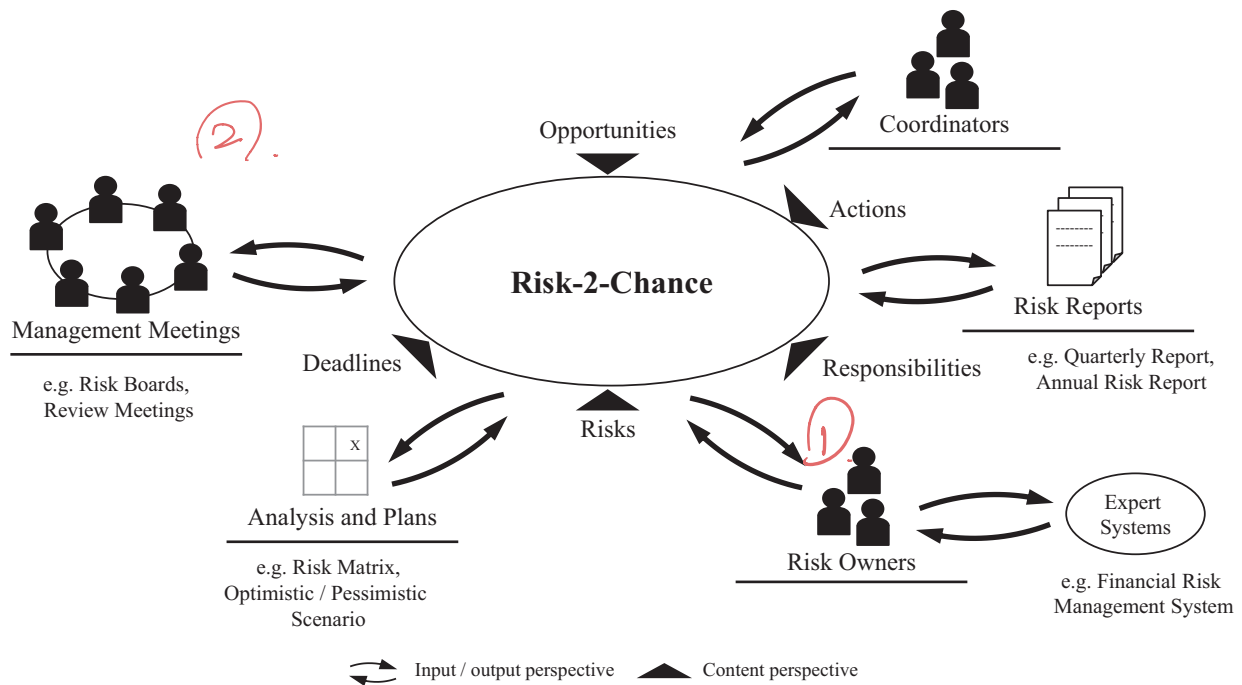 ②.
Opportunities
Coordinators
Actions
Risk-2-Chance
Management Meetings
e.g. Risk Boards,
Review Meetings
Risk Reports
e.g. Quarterly Report,
Annual Risk Report
Deadlines
Responsibilities
Risks
①
X
Analysis and Plans
e.g. Risk Matrix,
Optimistic / Pessimistic
Scenario
Risk Owners
Expert
Systems
e.g. Financial Risk
Management System
Input / output perspective
Content perspective